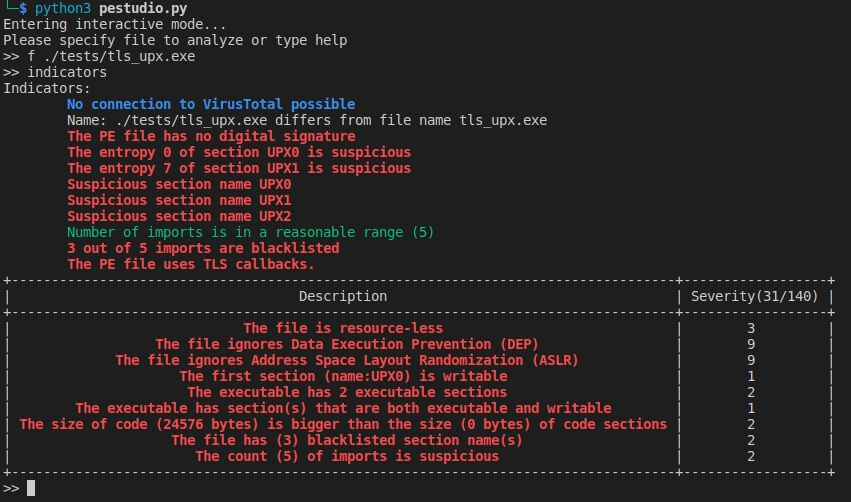 └─$ python3 pestudio.py
Entering interactive mode...
Please specify file to analyze or type help
>> f ./tests/tls_upx.exe
>> indicators
Indicators:
No connection to VirusTotal possible
Name: ./tests/tls_upx.exe differs from file name tls_upx.exe
The PE file has no digital signature
The entropy 0 of section UPX0 is suspicious
The entropy 7 of section UPX1 is suspicious
Suspicious section name UPX0
Suspicious section name UPX1
Suspicious section name UPX2
Number of imports is in a reasonable range (5)
3 out of 5 imports are blacklisted
The PE file uses TLS callbacks.
| Description | Severity(31/140) |
| The file is resource-less | 3 |
| The file ignores Data Execution Prevention (DEP) | 9 |
| The file ignores Address Space Layout Randomization (ASLR) | 9 |
| The first section (name:UPX0) is writable | 1 |
| The executable has 2 executable sections | 2 |
| The executable has section(s) that are both executable and writable | 1 |
| The size of code (24576 bytes) is bigger than the size (0 bytes) of code sections | 2 |
| The file has (3) blacklisted section name(s) | 2 |
| The count (5) of imports is suspicious | 2 |
>>